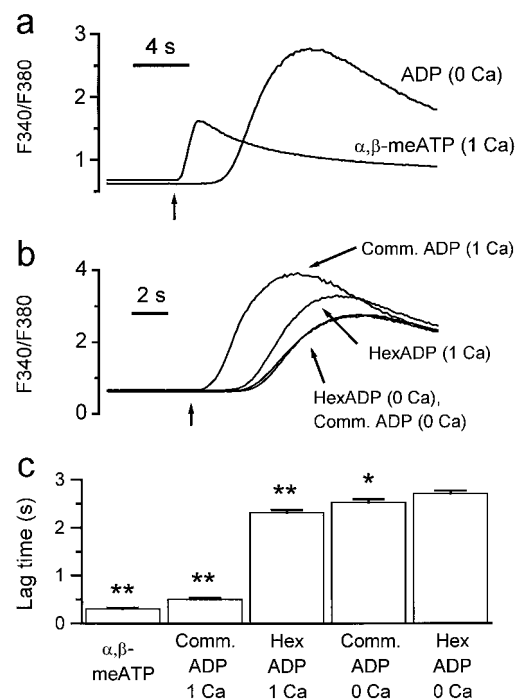 a
4 s
3
2
1
F340/F380
ADP (0 Ca)
α,β-meATP (1 Ca)
b
2 s
4
2
0
F340/F380
Comm. ADP (1 Ca)
HexADP (1 Ca)
HexADP (0 Ca),
Comm. ADP (0 Ca)
c
3
2
1
0
Lag time (s)
**
**
**
*
α,β-
meATP
Comm.
ADP
1 Ca
Hex
ADP
1 Ca
Comm.
ADP
0 Ca
Hex
ADP
0 Ca